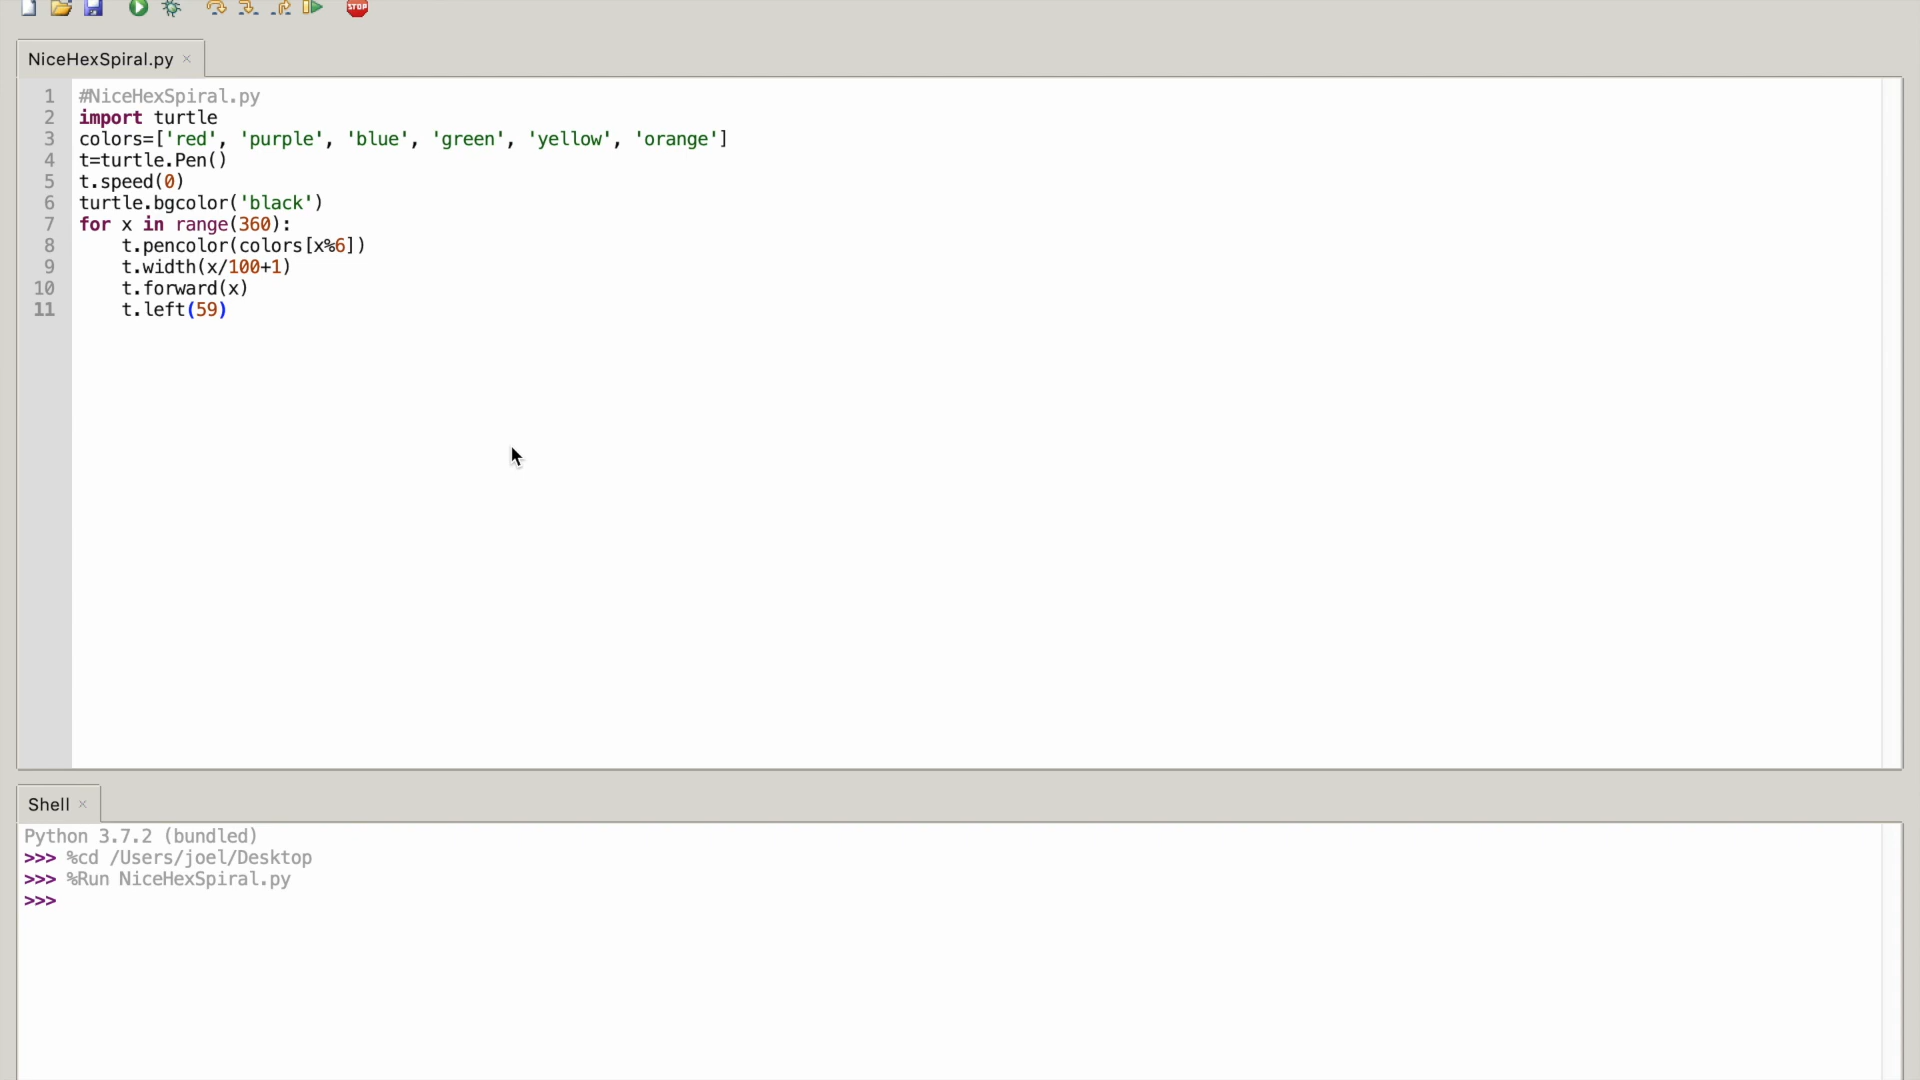 STOP
NiceHexSpiral.py ×
1 #NiceHexSpiral.py
2 import turtle
3 colors=['red', 'purple', 'blue', 'green', 'yellow', 'orange']
4 t=turtle.Pen()
5 t.speed(0)
6 turtle.bgcolor('black')
7 for x in range(360):
8     t.pencolor(colors[x%6])
9     t.width(x/100+1)
10     t.forward(x)
11     t.left(59)
Shell ×
Python 3.7.2 (bundled)
>>> %cd /Users/joel/Desktop
>>> %Run NiceHexSpiral.py
>>>